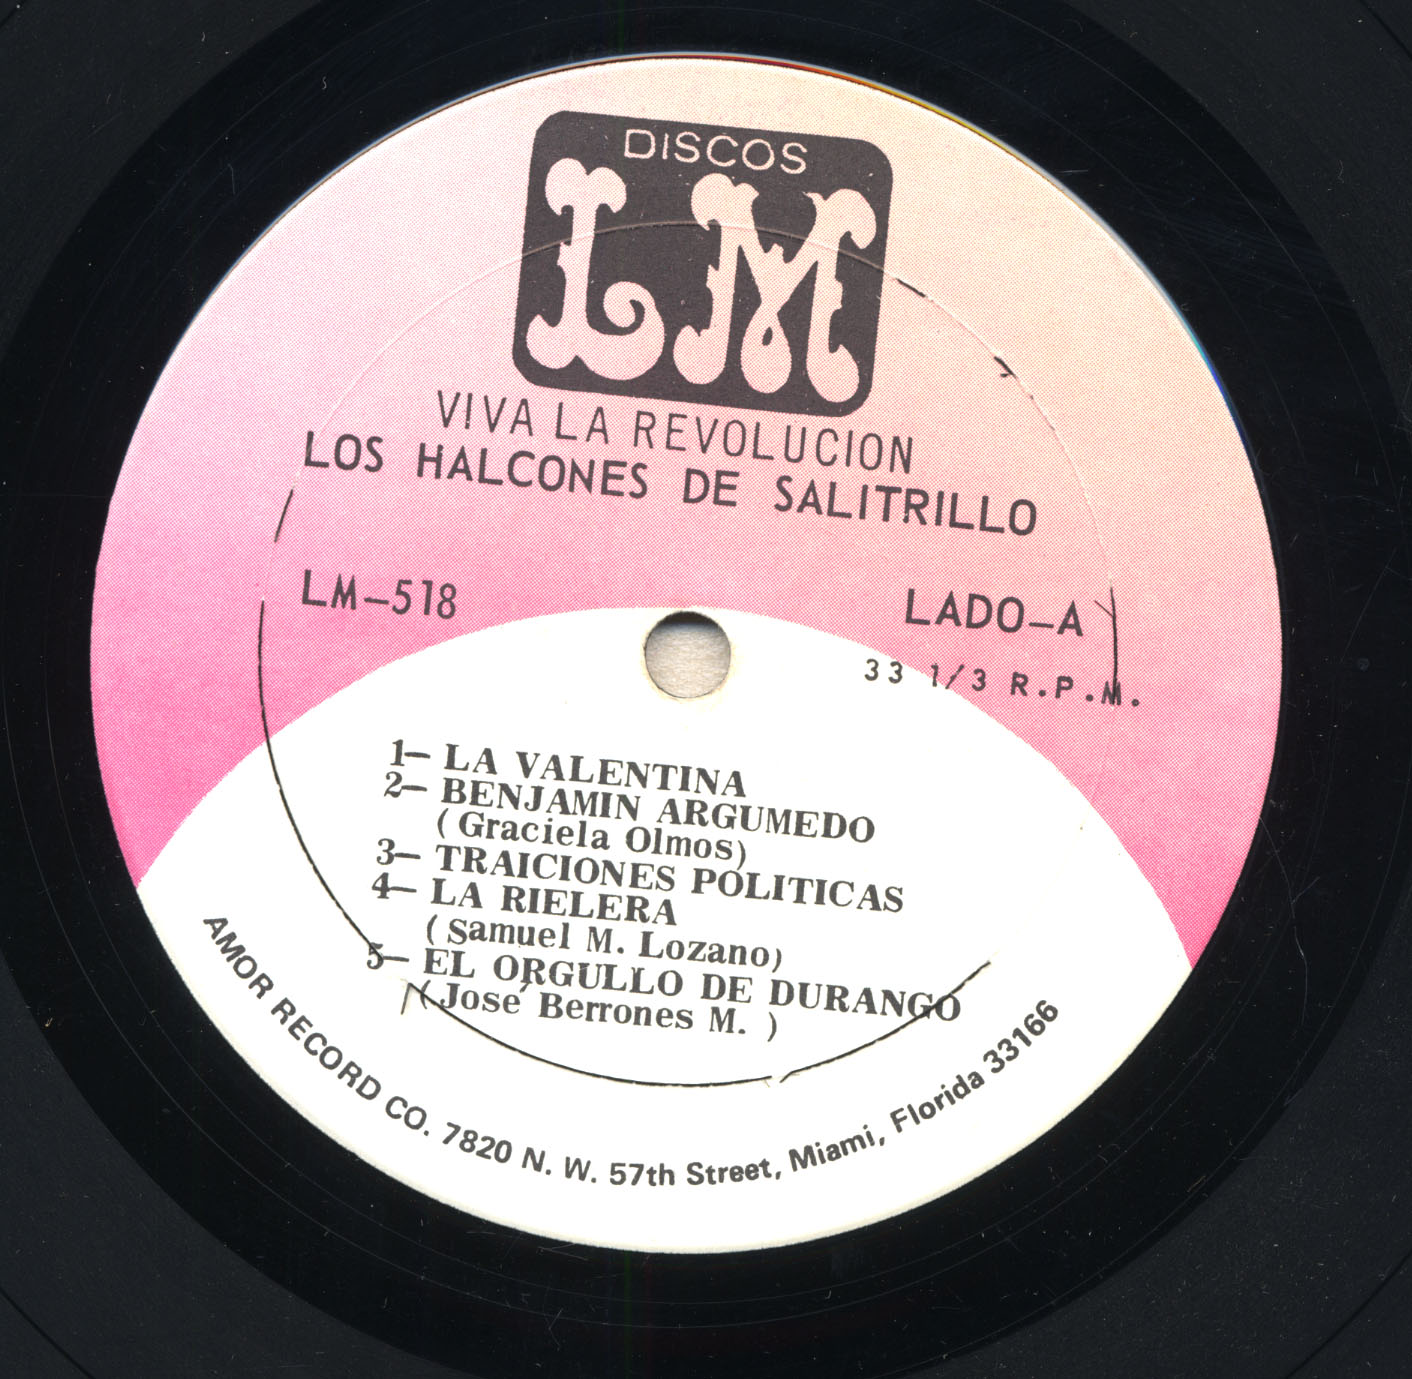 DISCOS
LM
VIVA LA REVOLUCION
LOS HALCONES DE SALITRILLO
LM-518
LADO-A
33 1/3 R.P.M.
1- LA VALENTINA
2- BENJAMIN ARGUMEDO
(Graciela Olmos)
3- TRAICIONES POLITICAS
4- LA RIELERA
(Samuel M. Lozano)
5- EL ORGULLO DE DURANGO
(José Berrones M. )
AMOR RECORD CO. 7820 N. W. 57th Street, Miami, Florida 33166